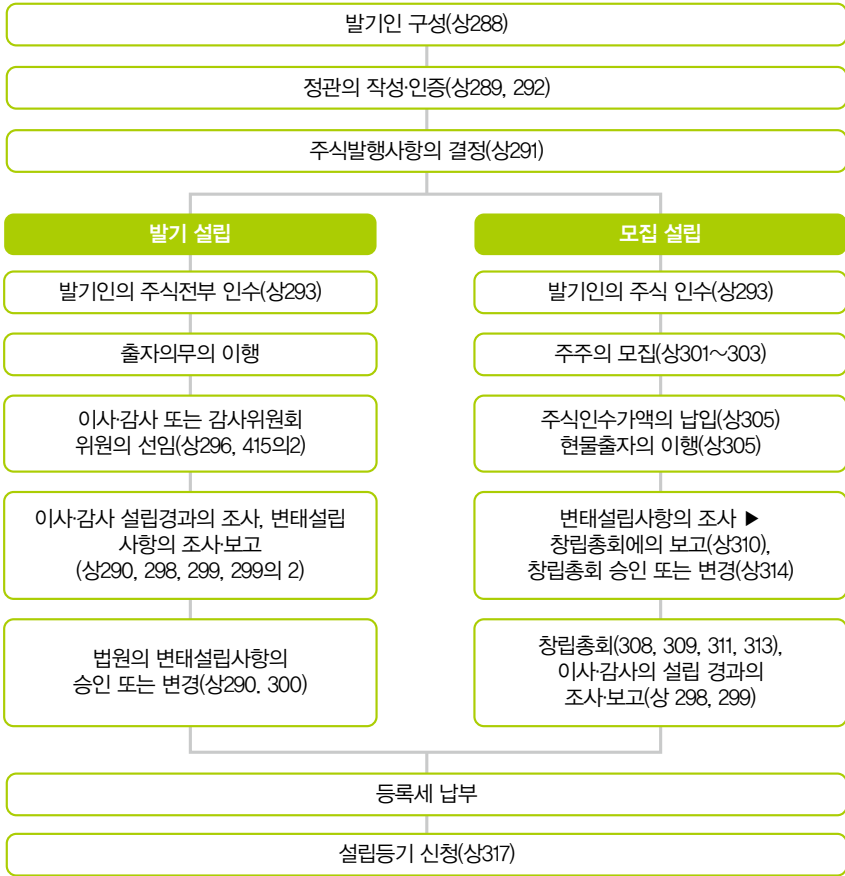 발기인 구성(상288)
정관의 작성·인증(상289, 292)
주식발행사항의 결정(상291)
발기 설립
발기인의 주식전부 인수(상293)
출자의무의 이행
이사·감사 또는 감사위원회
위원의 선임(상296, 415의2)
이사·감사 설립경과의 조사, 변태설립
사항의 조사·보고
(상290, 298, 299, 299의 2)
법원의 변태설립사항의
승인 또는 변경(상290, 300)
모집 설립
발기인의 주식 인수(상293)
주주의 모집(상301~303)
주식인수가액의 납입(상305)
현물출자의 이행(상305)
변태설립사항의 조사 ▶
창립총회에의 보고(상310),
창립총회 승인 또는 변경(상314)
창립총회(308, 309, 311, 313),
이사·감사의 설립 경과의
조사·보고(상 298, 299)
등록세 납부
설립등기 신청(상317)